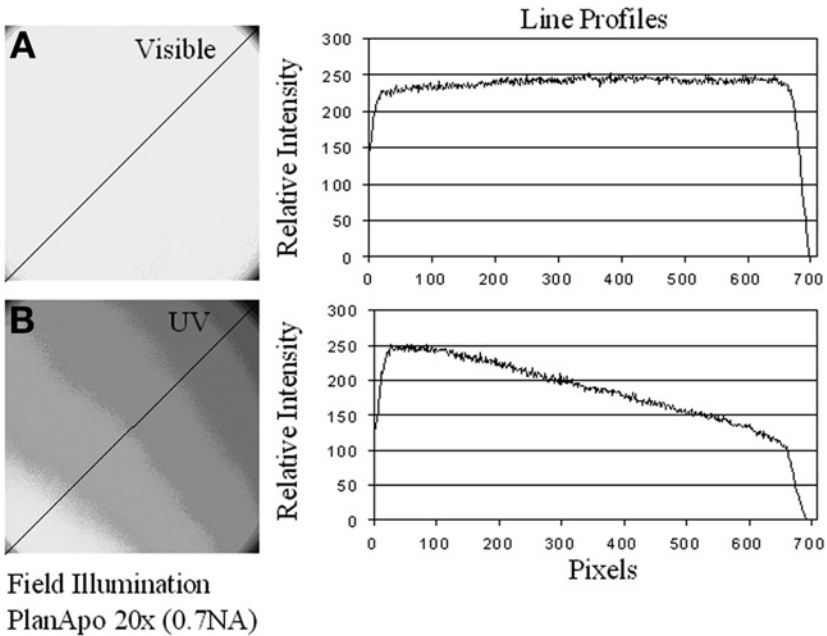 A
Visible
Line Profiles
Relative Intensity
300
250
200
150
100
50
0
0 100 200 300 400 500 600 700
B
UV
Relative Intensity
300
250
200
150
100
50
0
0 100 200 300 400 500 600 700
Pixels
Field Illumination
PlanApo 20x (0.7NA)